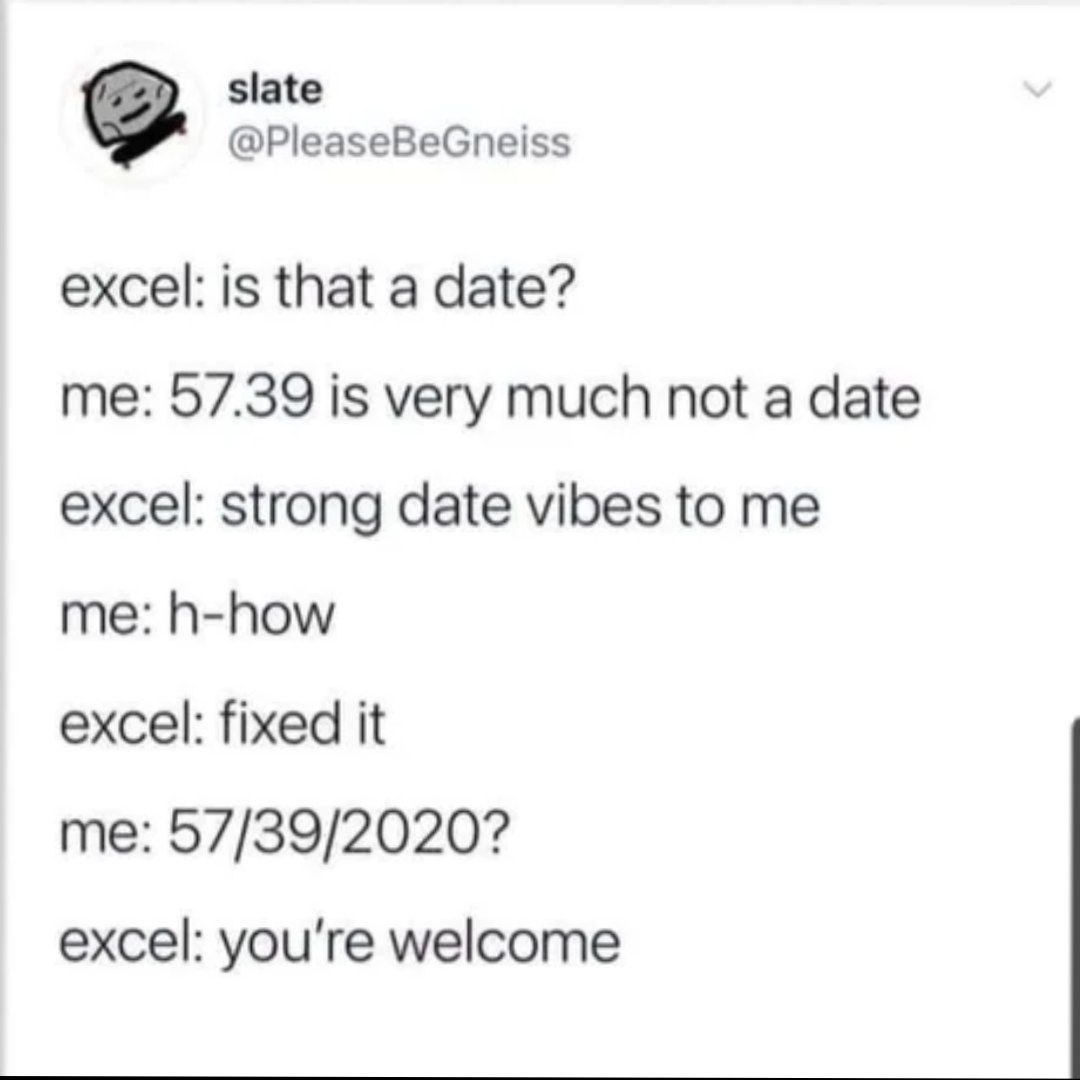 slate
@PleaseBeGneiss
excel: is that a date?
me: 57.39 is very much not a date
excel: strong date vibes to me
me: h-how
excel: fixed it
me: 57/39/2020?
excel: you're welcome